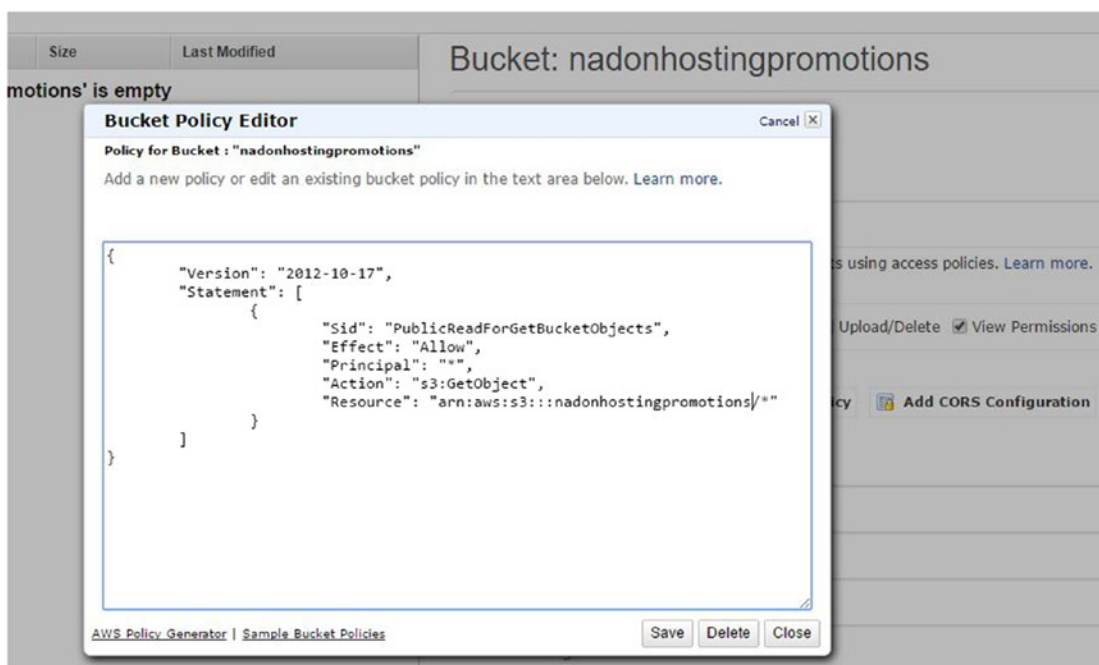 Size Last Modified
Bucket: nadonhostingpromotions
motions' is empty
Bucket Policy Editor
Cancel
Policy for Bucket : "nadonhostingpromotions"
Add a new policy or edit an existing bucket policy in the text area below. Learn more.
{
"Version": "2012-10-17",
"Statement": [
{
"Sid": "PublicReadForGetBucketObjects",
"Effect": "Allow",
"Principal": "*",
"Action": "s3:GetObject",
"Resource": "arn:aws:s3:::nadonhostingpromotions/*"
}
]
}
ts using access policies. Learn more.
Upload/Delete View Permissions
icy Add CORS Configuration
AWS Policy Generator | Sample Bucket Policies
Save Delete Close